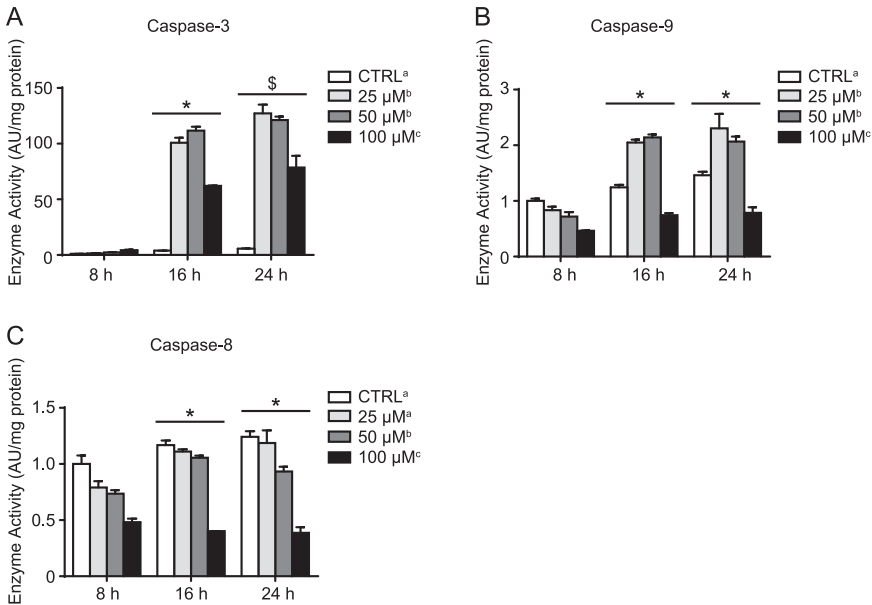 A
Caspase-3
Enzyme Activity (AU/mg protein)
150
100
50
0
*
$
8 h
16 h
24 h
CTRLᵃ
25 µMᵇ
50 µMᵇ
100 µMᶜ
B
Caspase-9
Enzyme Activity (AU/mg protein)
3
2
1
0
*
*
8 h
16 h
24 h
CTRLᵃ
25 µMᵇ
50 µMᵇ
100 µMᶜ
C
Caspase-8
Enzyme Activity (AU/mg protein)
1.5
1.0
0.5
0
*
*
8 h
16 h
24 h
CTRLᵃ
25 µMᵃ
50 µMᵇ
100 µMᶜ